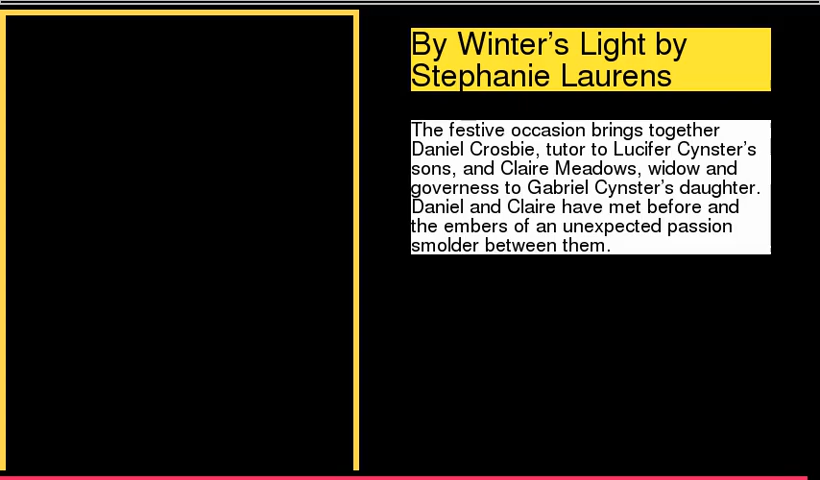 By Winter’s Light by
Stephanie Laurens
The festive occasion brings together
Daniel Crosbie, tutor to Lucifer Cynster’s
sons, and Claire Meadows, widow and
governess to Gabriel Cynster’s daughter.
Daniel and Claire have met before and
the embers of an unexpected passion
smolder between them.